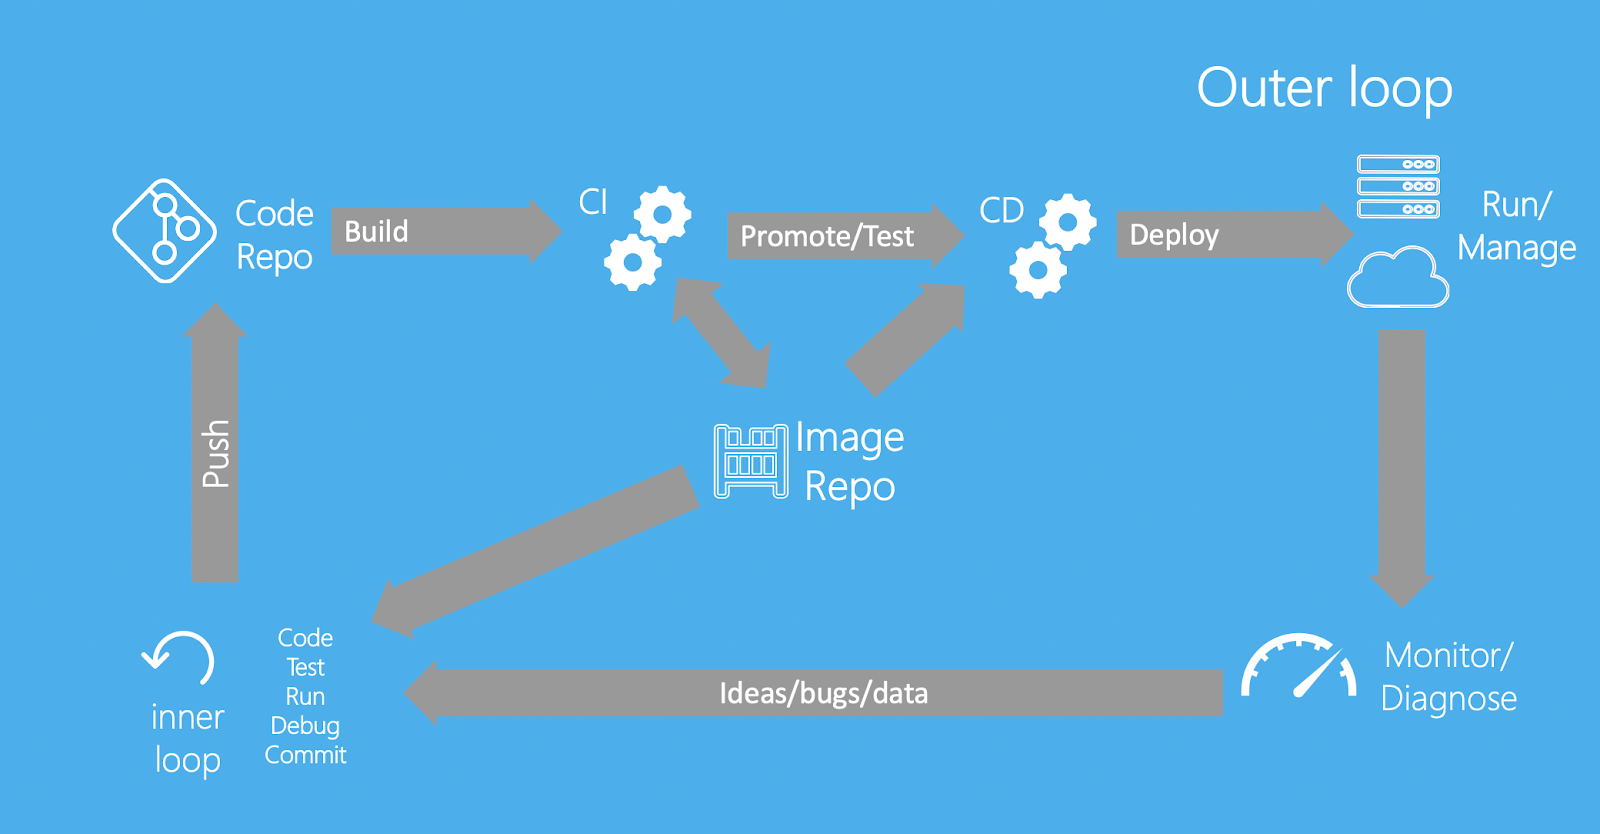 Outer loop
Code
Repo
Build
CI
Promote/Test
CD
Deploy
Run/
Manage
Push
Image
Repo
inner
loop
Code
Test
Run
Debug
Commit
Ideas/bugs/data
Monitor/
Diagnose